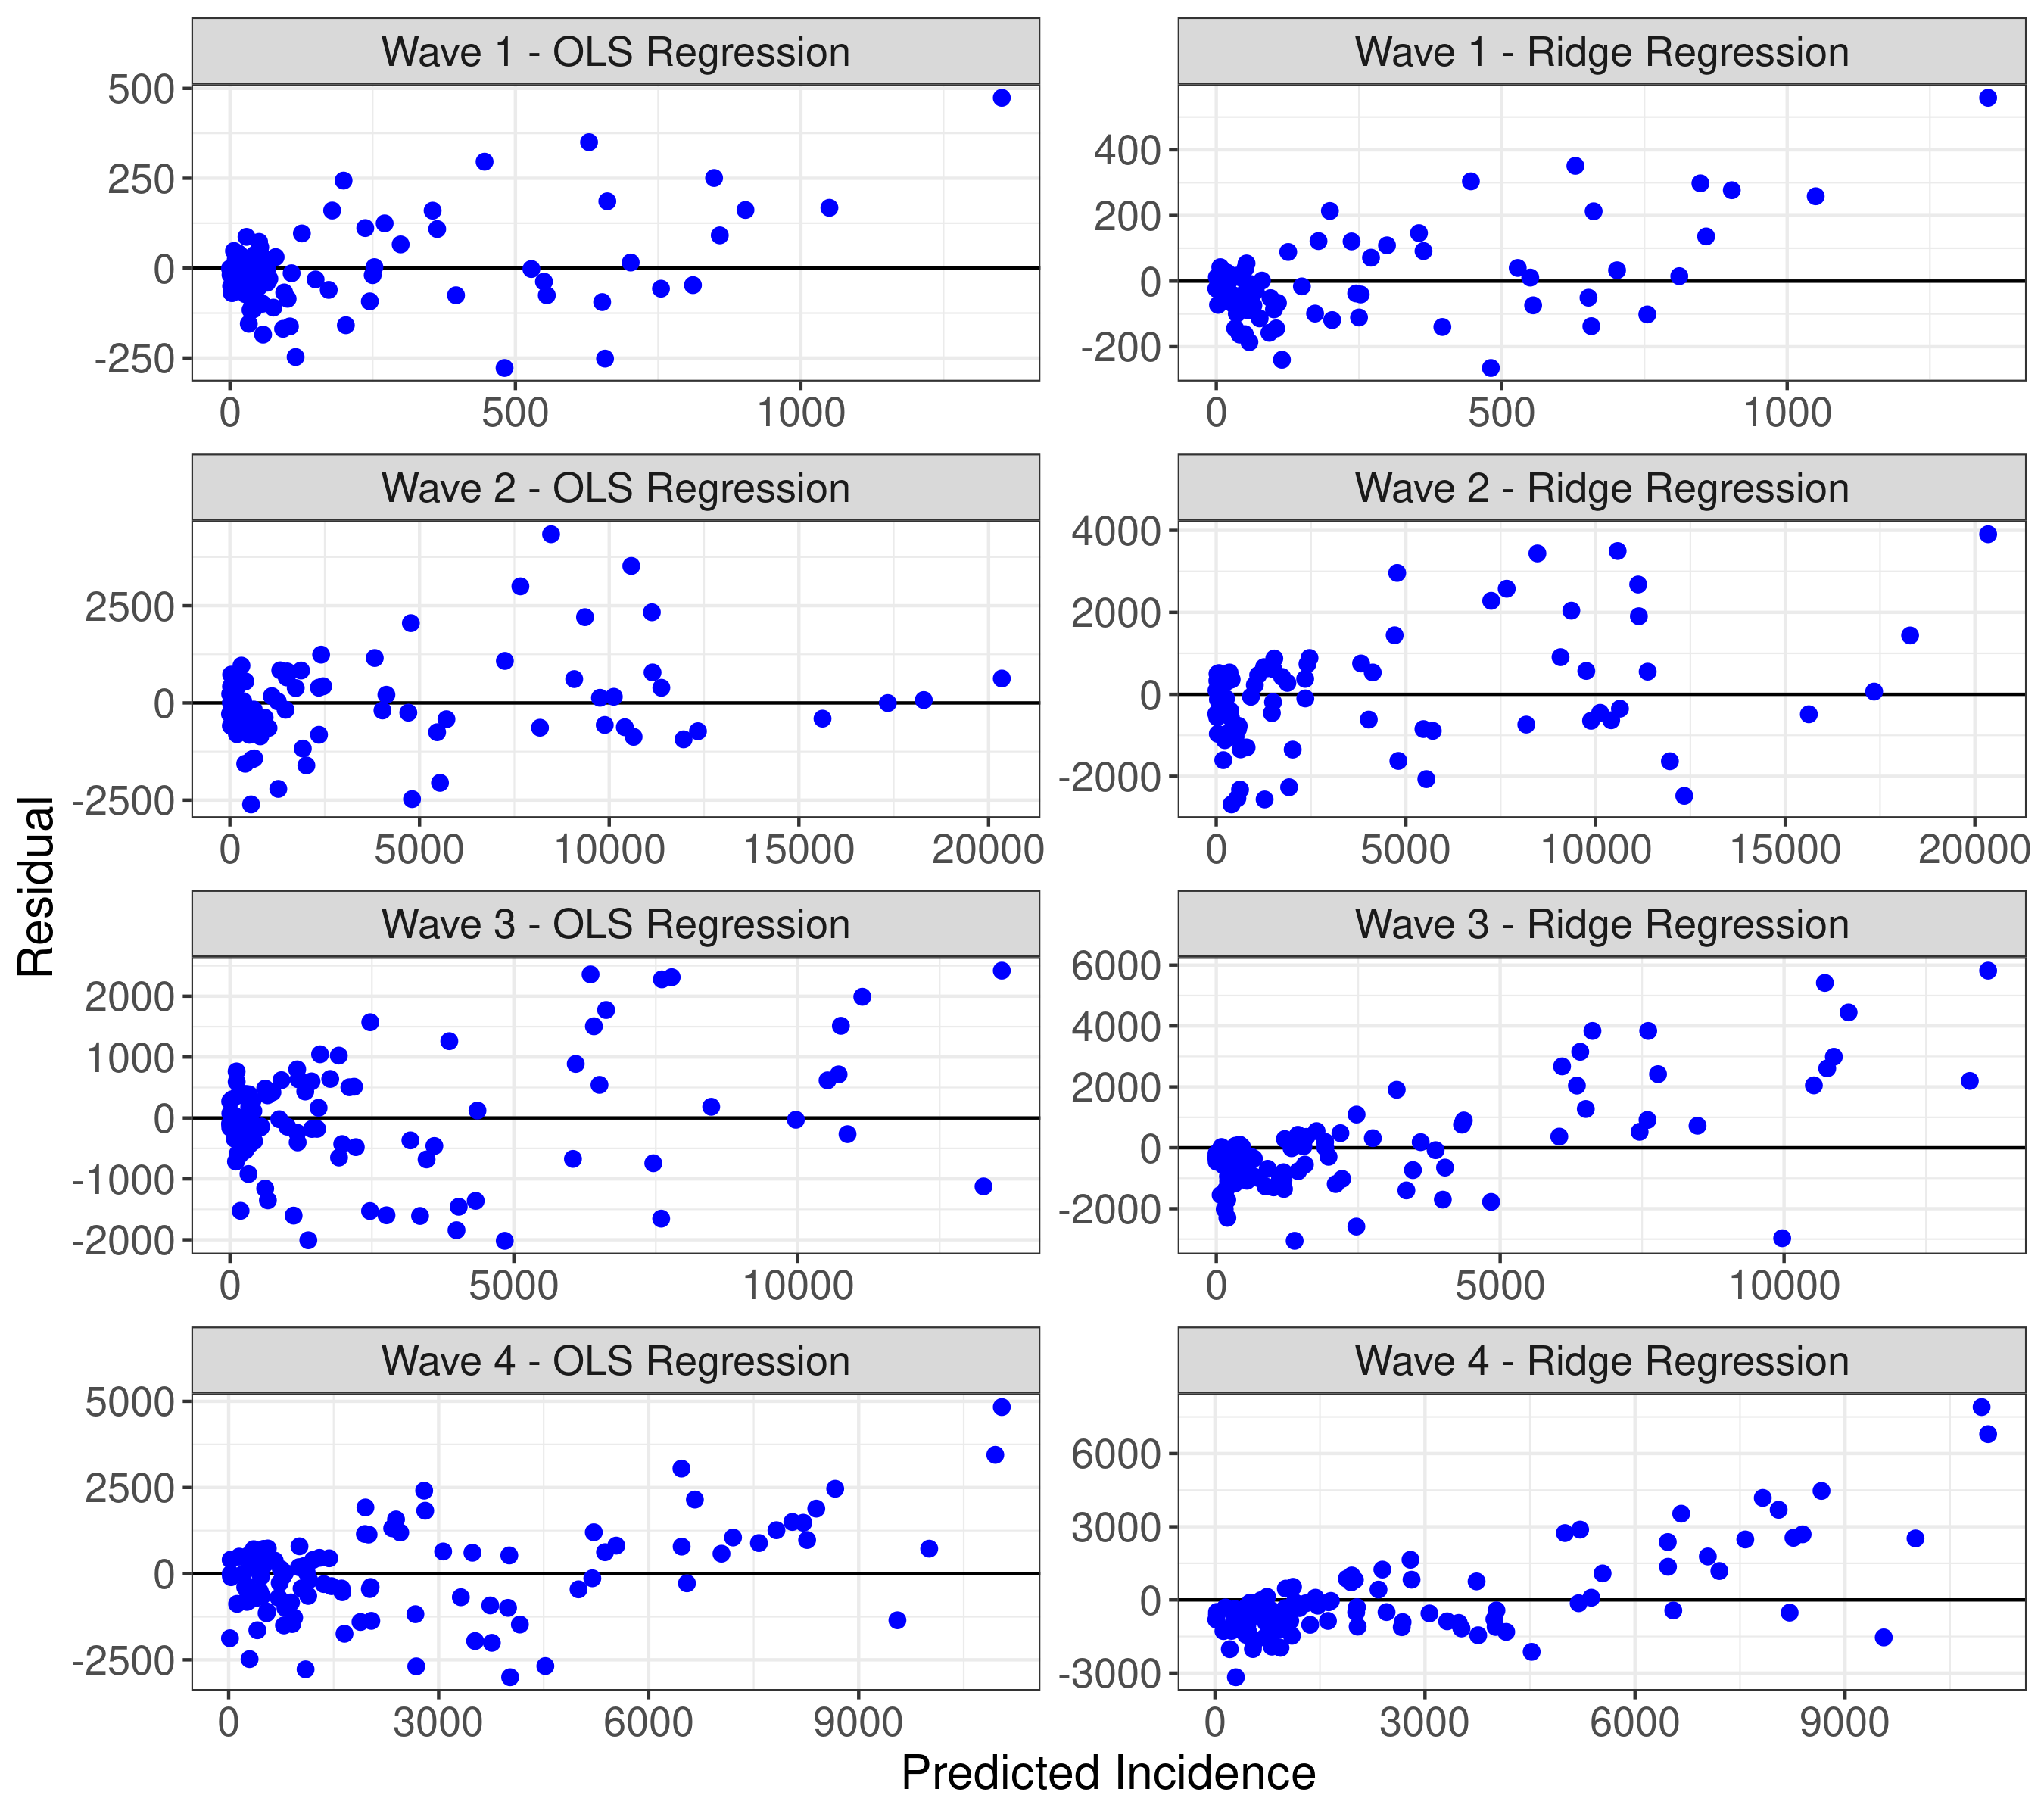 Wave 1 - OLS Regression
Wave 1 - Ridge Regression
500
250
0
-250
0 500 1000
400
200
0
-200
0 500 1000
Wave 2 - OLS Regression
Wave 2 - Ridge Regression
2500
0
-2500
0 5000 10000 15000 20000
4000
2000
0
-2000
0 5000 10000 15000 20000
Wave 3 - OLS Regression
Wave 3 - Ridge Regression
2000
1000
0
-1000
-2000
0 5000 10000
6000
4000
2000
0
-2000
0 5000 10000
Wave 4 - OLS Regression
Wave 4 - Ridge Regression
5000
2500
0
-2500
0 3000 6000 9000
6000
3000
0
-3000
0 3000 6000 9000
Residual
Predicted Incidence